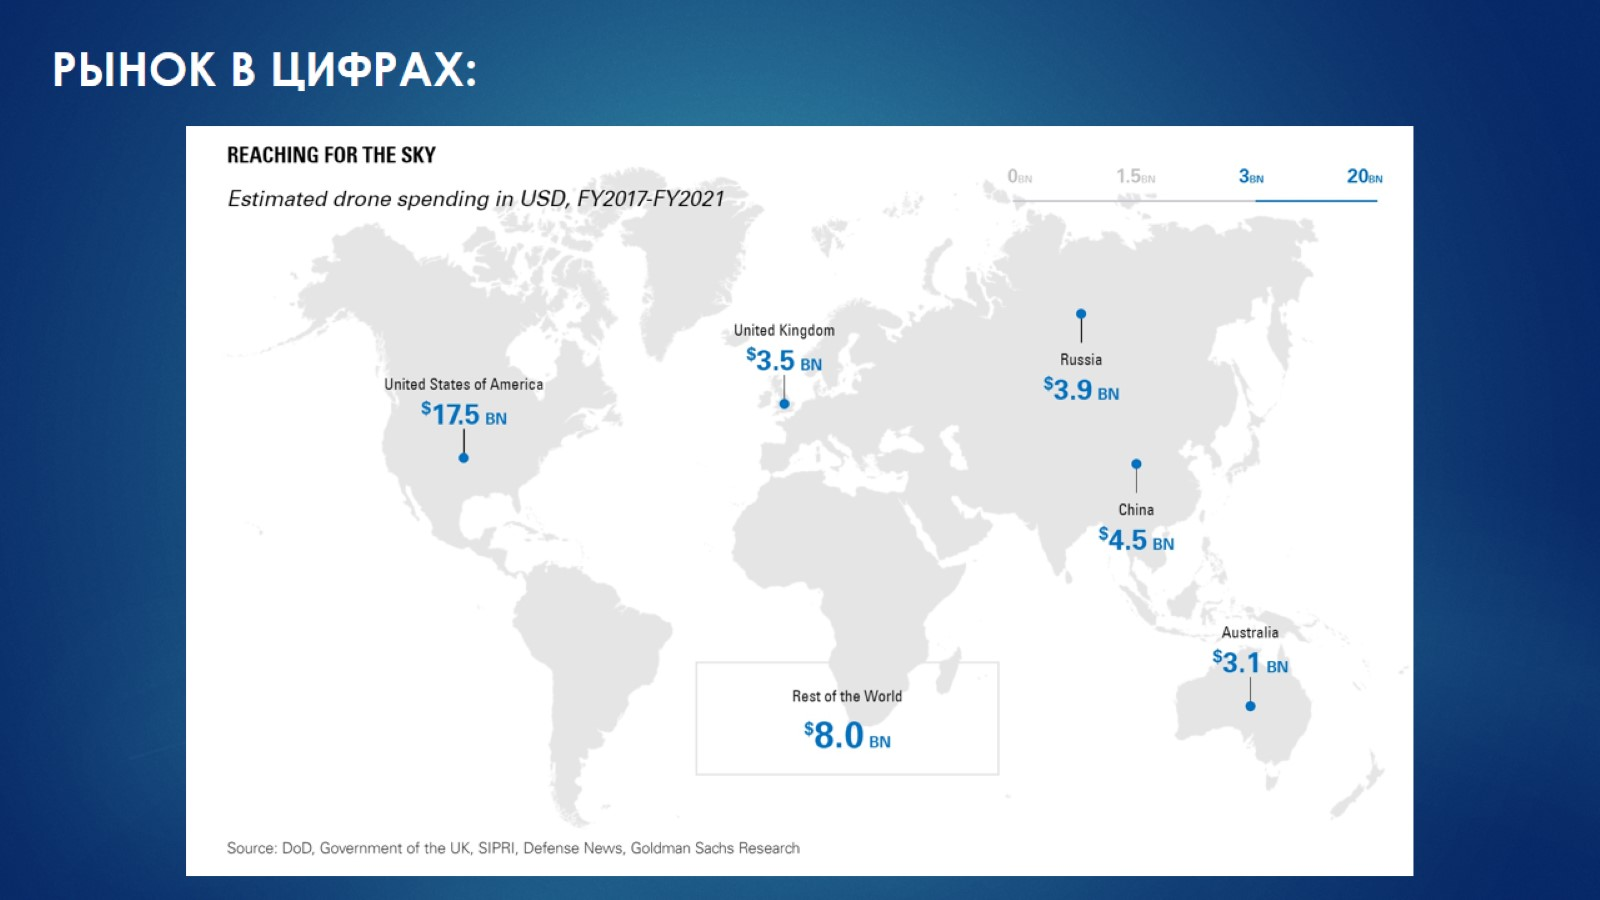 РЫНОК В ЦИФРАХ:
REACHING FOR THE SKY
Estimated drone spending in USD, FY2017-FY2021
0BN 1.5BN 3BN 20BN
United Kingdom
$3.5 BN
Russia
$3.9 BN
United States of America
$17.5 BN
China
$4.5 BN
Australia
$3.1 BN
Rest of the World
$8.0 BN
Source: DoD, Government of the UK, SIPRI, Defense News, Goldman Sachs Research